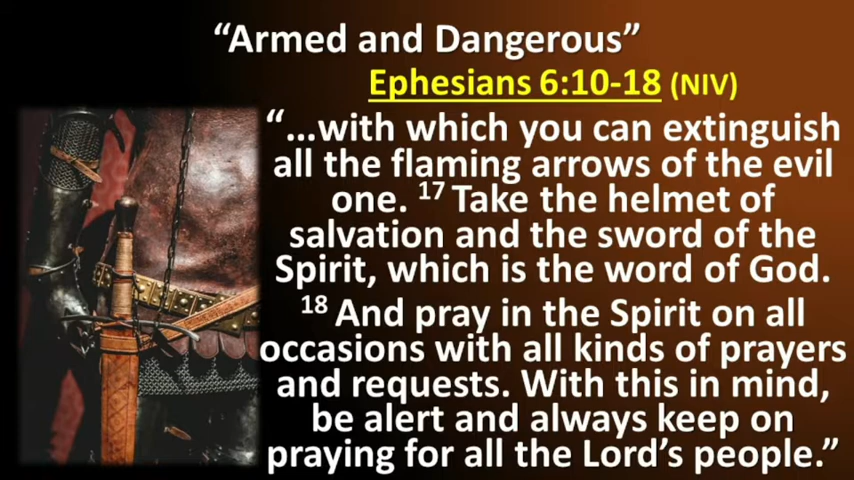 “Armed and Dangerous”
Ephesians 6:10-18 (NIV)
“...with which you can extinguish
all the flaming arrows of the evil
one. 17 Take the helmet of
salvation and the sword of the
Spirit, which is the word of God.
18 And pray in the Spirit on all
occasions with all kinds of prayers
and requests. With this in mind,
be alert and always keep on
praying for all the Lord’s people.”